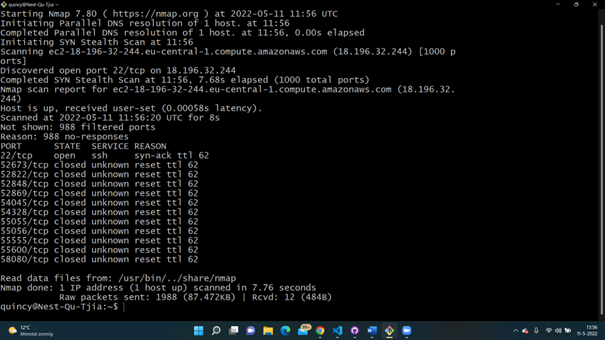 quincy@Nest-Qu-Tjia: ~
Starting Nmap 7.80 ( https://nmap.org ) at 2022-05-11 11:56 UTC
Initiating Parallel DNS resolution of 1 host. at 11:56
Completed Parallel DNS resolution of 1 host. at 11:56, 0.00s elapsed
Initiating SYN Stealth Scan at 11:56
Scanning ec2-18-196-32-244.eu-central-1.compute.amazonaws.com (18.196.32.244) [1000 p
orts]
Discovered open port 22/tcp on 18.196.32.244
Completed SYN Stealth Scan at 11:56, 7.68s elapsed (1000 total ports)
Nmap scan report for ec2-18-196-32-244.eu-central-1.compute.amazonaws.com (18.196.32.
244)
Host is up, received user-set (0.00058s latency).
Scanned at 2022-05-11 11:56:20 UTC for 8s
Not shown: 988 filtered ports
Reason: 988 no-responses
PORT STATE SERVICE REASON
22/tcp open ssh syn-ack ttl 62
52673/tcp closed unknown reset ttl 62
52822/tcp closed unknown reset ttl 62
52848/tcp closed unknown reset ttl 62
52869/tcp closed unknown reset ttl 62
54045/tcp closed unknown reset ttl 62
54328/tcp closed unknown reset ttl 62
55055/tcp closed unknown reset ttl 62
55056/tcp closed unknown reset ttl 62
55555/tcp closed unknown reset ttl 62
55600/tcp closed unknown reset ttl 62
58080/tcp closed unknown reset ttl 62
Read data files from: /usr/bin/../share/nmap
Nmap done: 1 IP address (1 host up) scanned in 7.76 seconds
Raw packets sent: 1988 (87.472KB) | Rcvd: 12 (484B)
quincy@Nest-Qu-Tjia:~$
12°C
Meestal zonnig
13:56
11-5-2022